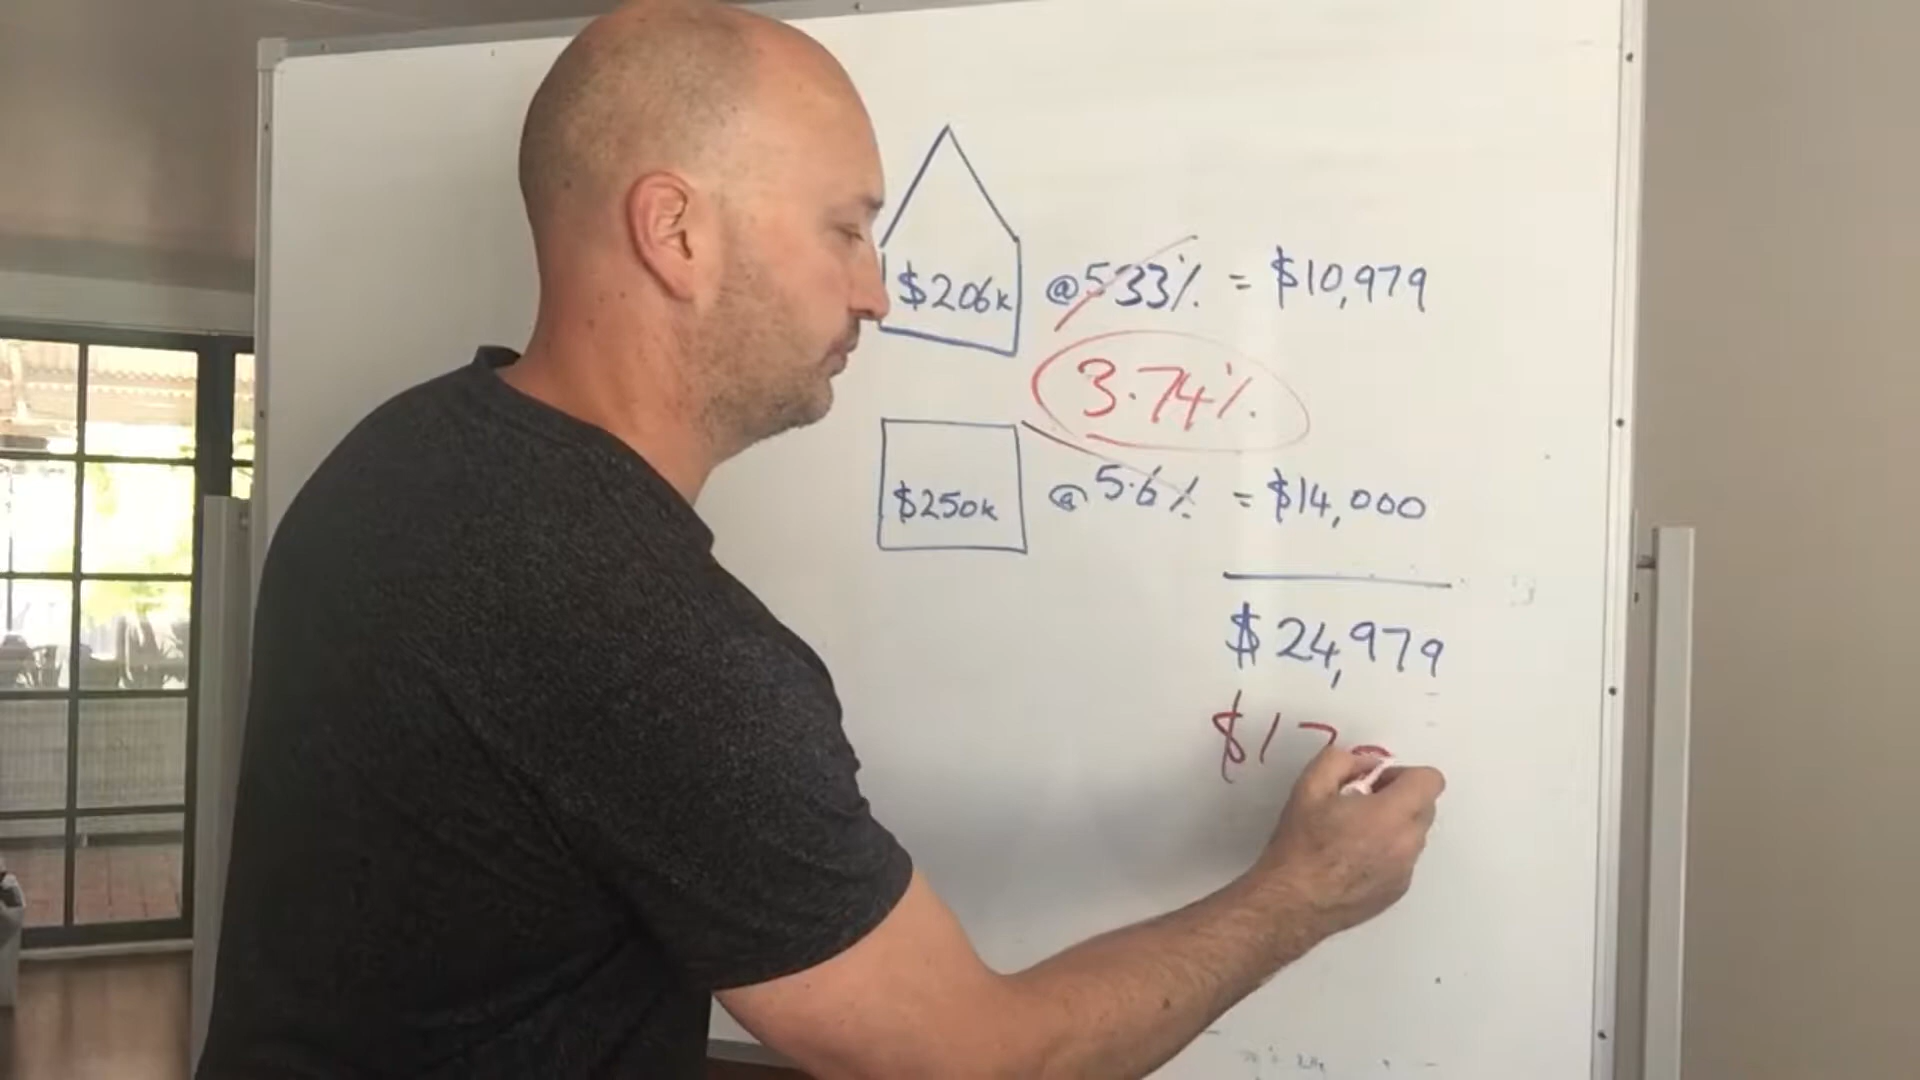 $206k @ 5.33% = $10,979
3.74%
$250k @ 5.6% = $14,000
$24,979
$17